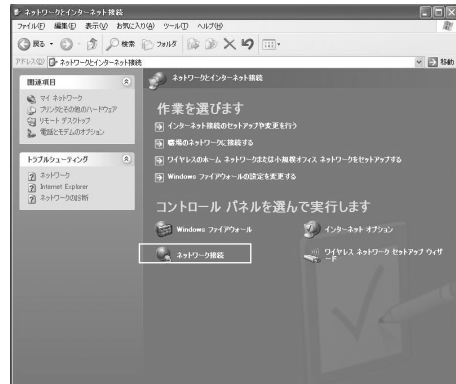 ネットワークとインターネット接続
ファイル(F) 編集(E) 表示(V) お気に入り(A) ツール(T) ヘルプ(H)
戻る 検索 フォルダ
アドレス(D) ネットワークとインターネット接続 移動
関連項目
マイ ネットワーク
プリンタとその他のハードウェア
リモート デスクトップ
電話とモデムのオプション
トラブルシューティング
ネットワーク
Internet Explorer
ネットワークの診断
ネットワークとインターネット接続
作業を選びます
インターネット接続のセットアップや変更を行う
職場のネットワークに接続する
ワイヤレスのホーム ネットワークまたは小規模オフィス ネットワークをセットアップする
Windows ファイアウォールの設定を変更する
コントロール パネルを選んで実行します
Windows ファイアウォール
インターネット オプション
ネットワーク接続
ワイヤレス ネットワーク セットアップ ウィザ
ード